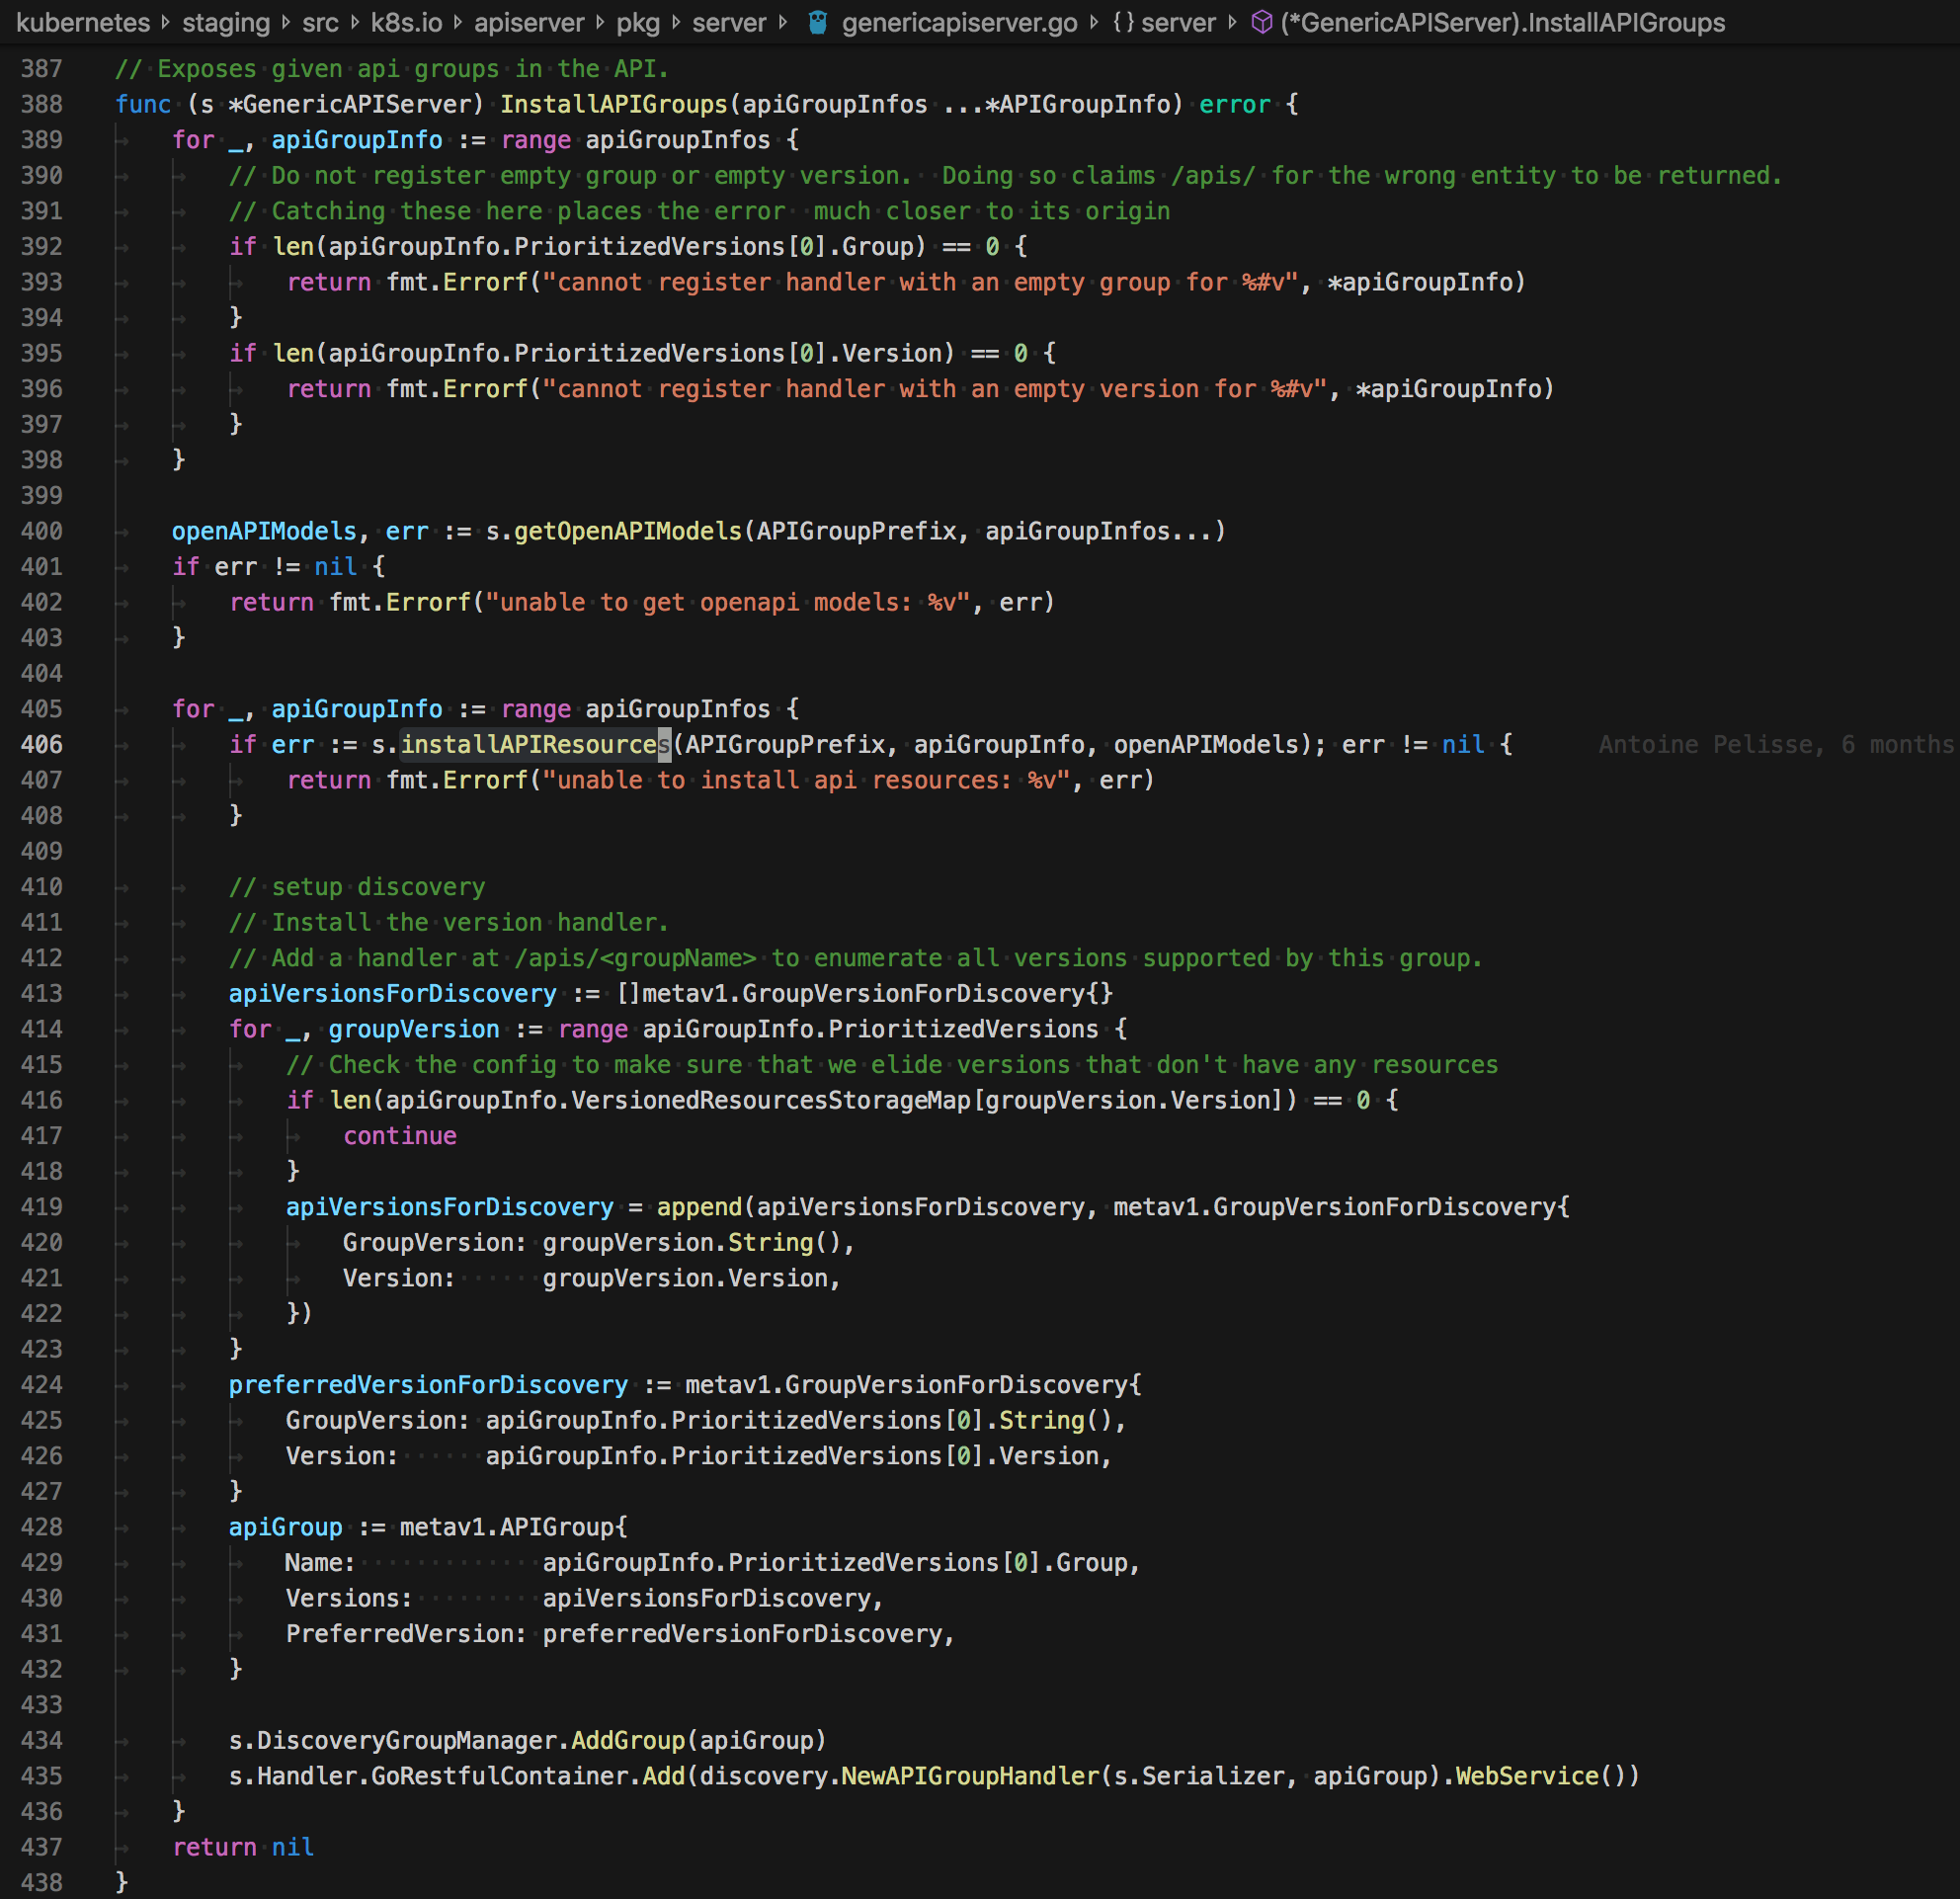 kubernetes > staging > src > k8s.io > apiserver > pkg > server > genericapiserver.go > {} server > (*GenericAPIServer).InstallAPIGroups
387 // Exposes given api groups in the API.
388 func (s *GenericAPIServer) InstallAPIGroups(apiGroupInfos ...*APIGroupInfo) error {
389 for _, apiGroupInfo := range apiGroupInfos {
390 // Do not register empty group or empty version.  Doing so claims /apis/ for the wrong entity to be returned.
391 // Catching these here places the error  much closer to its origin
392 if len(apiGroupInfo.PrioritizedVersions[0].Group) == 0 {
393 return fmt.Errorf("cannot register handler with an empty group for %#v", *apiGroupInfo)
394 }
395 if len(apiGroupInfo.PrioritizedVersions[0].Version) == 0 {
396 return fmt.Errorf("cannot register handler with an empty version for %#v", *apiGroupInfo)
397 }
398 }
399
400 openAPIModels, err := s.getOpenAPIModels(APIGroupPrefix, apiGroupInfos...)
401 if err != nil {
402 return fmt.Errorf("unable to get openapi models: %v", err)
403 }
404
405 for _, apiGroupInfo := range apiGroupInfos {
406 if err := s.installAPIResources(APIGroupPrefix, apiGroupInfo, openAPIModels); err != nil { Antoine Pelisse, 6 months
407 return fmt.Errorf("unable to install api resources: %v", err)
408 }
409
410 // setup discovery
411 // Install the version handler.
412 // Add a handler at /apis/<groupName> to enumerate all versions supported by this group.
413 apiVersionsForDiscovery := []metav1.GroupVersionForDiscovery{}
414 for _, groupVersion := range apiGroupInfo.PrioritizedVersions {
415 // Check the config to make sure that we elide versions that don't have any resources
416 if len(apiGroupInfo.VersionedResourcesStorageMap[groupVersion.Version]) == 0 {
417 continue
418 }
419 apiVersionsForDiscovery = append(apiVersionsForDiscovery, metav1.GroupVersionForDiscovery{
420 GroupVersion: groupVersion.String(),
421 Version:      groupVersion.Version,
422 })
423 }
424 preferredVersionForDiscovery := metav1.GroupVersionForDiscovery{
425 GroupVersion: apiGroupInfo.PrioritizedVersions[0].String(),
426 Version:      apiGroupInfo.PrioritizedVersions[0].Version,
427 }
428 apiGroup := metav1.APIGroup{
429 Name:             apiGroupInfo.PrioritizedVersions[0].Group,
430 Versions:         apiVersionsForDiscovery,
431 PreferredVersion: preferredVersionForDiscovery,
432 }
433
434 s.DiscoveryGroupManager.AddGroup(apiGroup)
435 s.Handler.GoRestfulContainer.Add(discovery.NewAPIGroupHandler(s.Serializer, apiGroup).WebService())
436 }
437 return nil
438 }